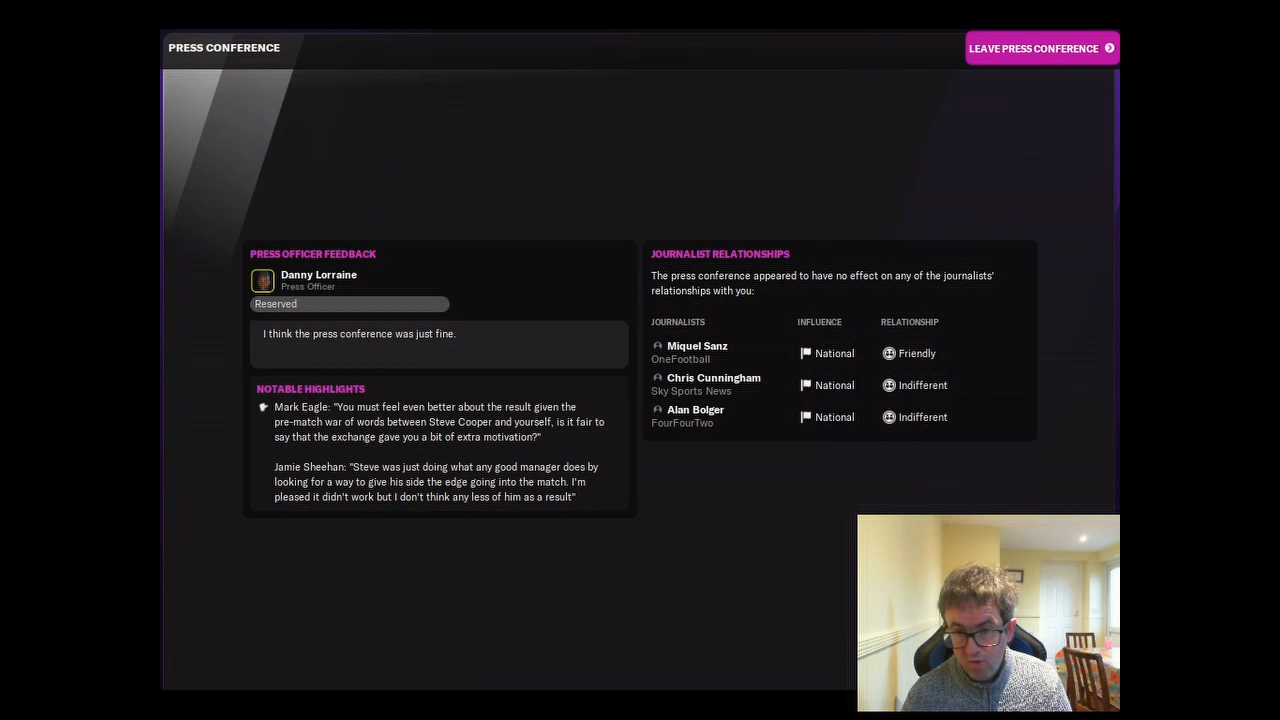 PRESS CONFERENCE
LEAVE PRESS CONFERENCE
PRESS OFFICER FEEDBACK
Danny Lorraine
Press Officer
Reserved
I think the press conference was just fine.
NOTABLE HIGHLIGHTS
Mark Eagle: "You must feel even better about the result given the
pre-match war of words between Steve Cooper and yourself, is it fair to
say that the exchange gave you a bit of extra motivation?"
Jamie Sheehan: "Steve was just doing what any good manager does by
looking for a way to give his side the edge going into the match. I'm
pleased it didn't work but I don't think any less of him as a result"
JOURNALIST RELATIONSHIPS
The press conference appeared to have no effect on any of the journalists'
relationships with you:
JOURNALISTS INFLUENCE RELATIONSHIP
Miquel Sanz
OneFootball
National Friendly
Chris Cunningham
Sky Sports News
National Indifferent
Alan Bolger
FourFourTwo
National Indifferent